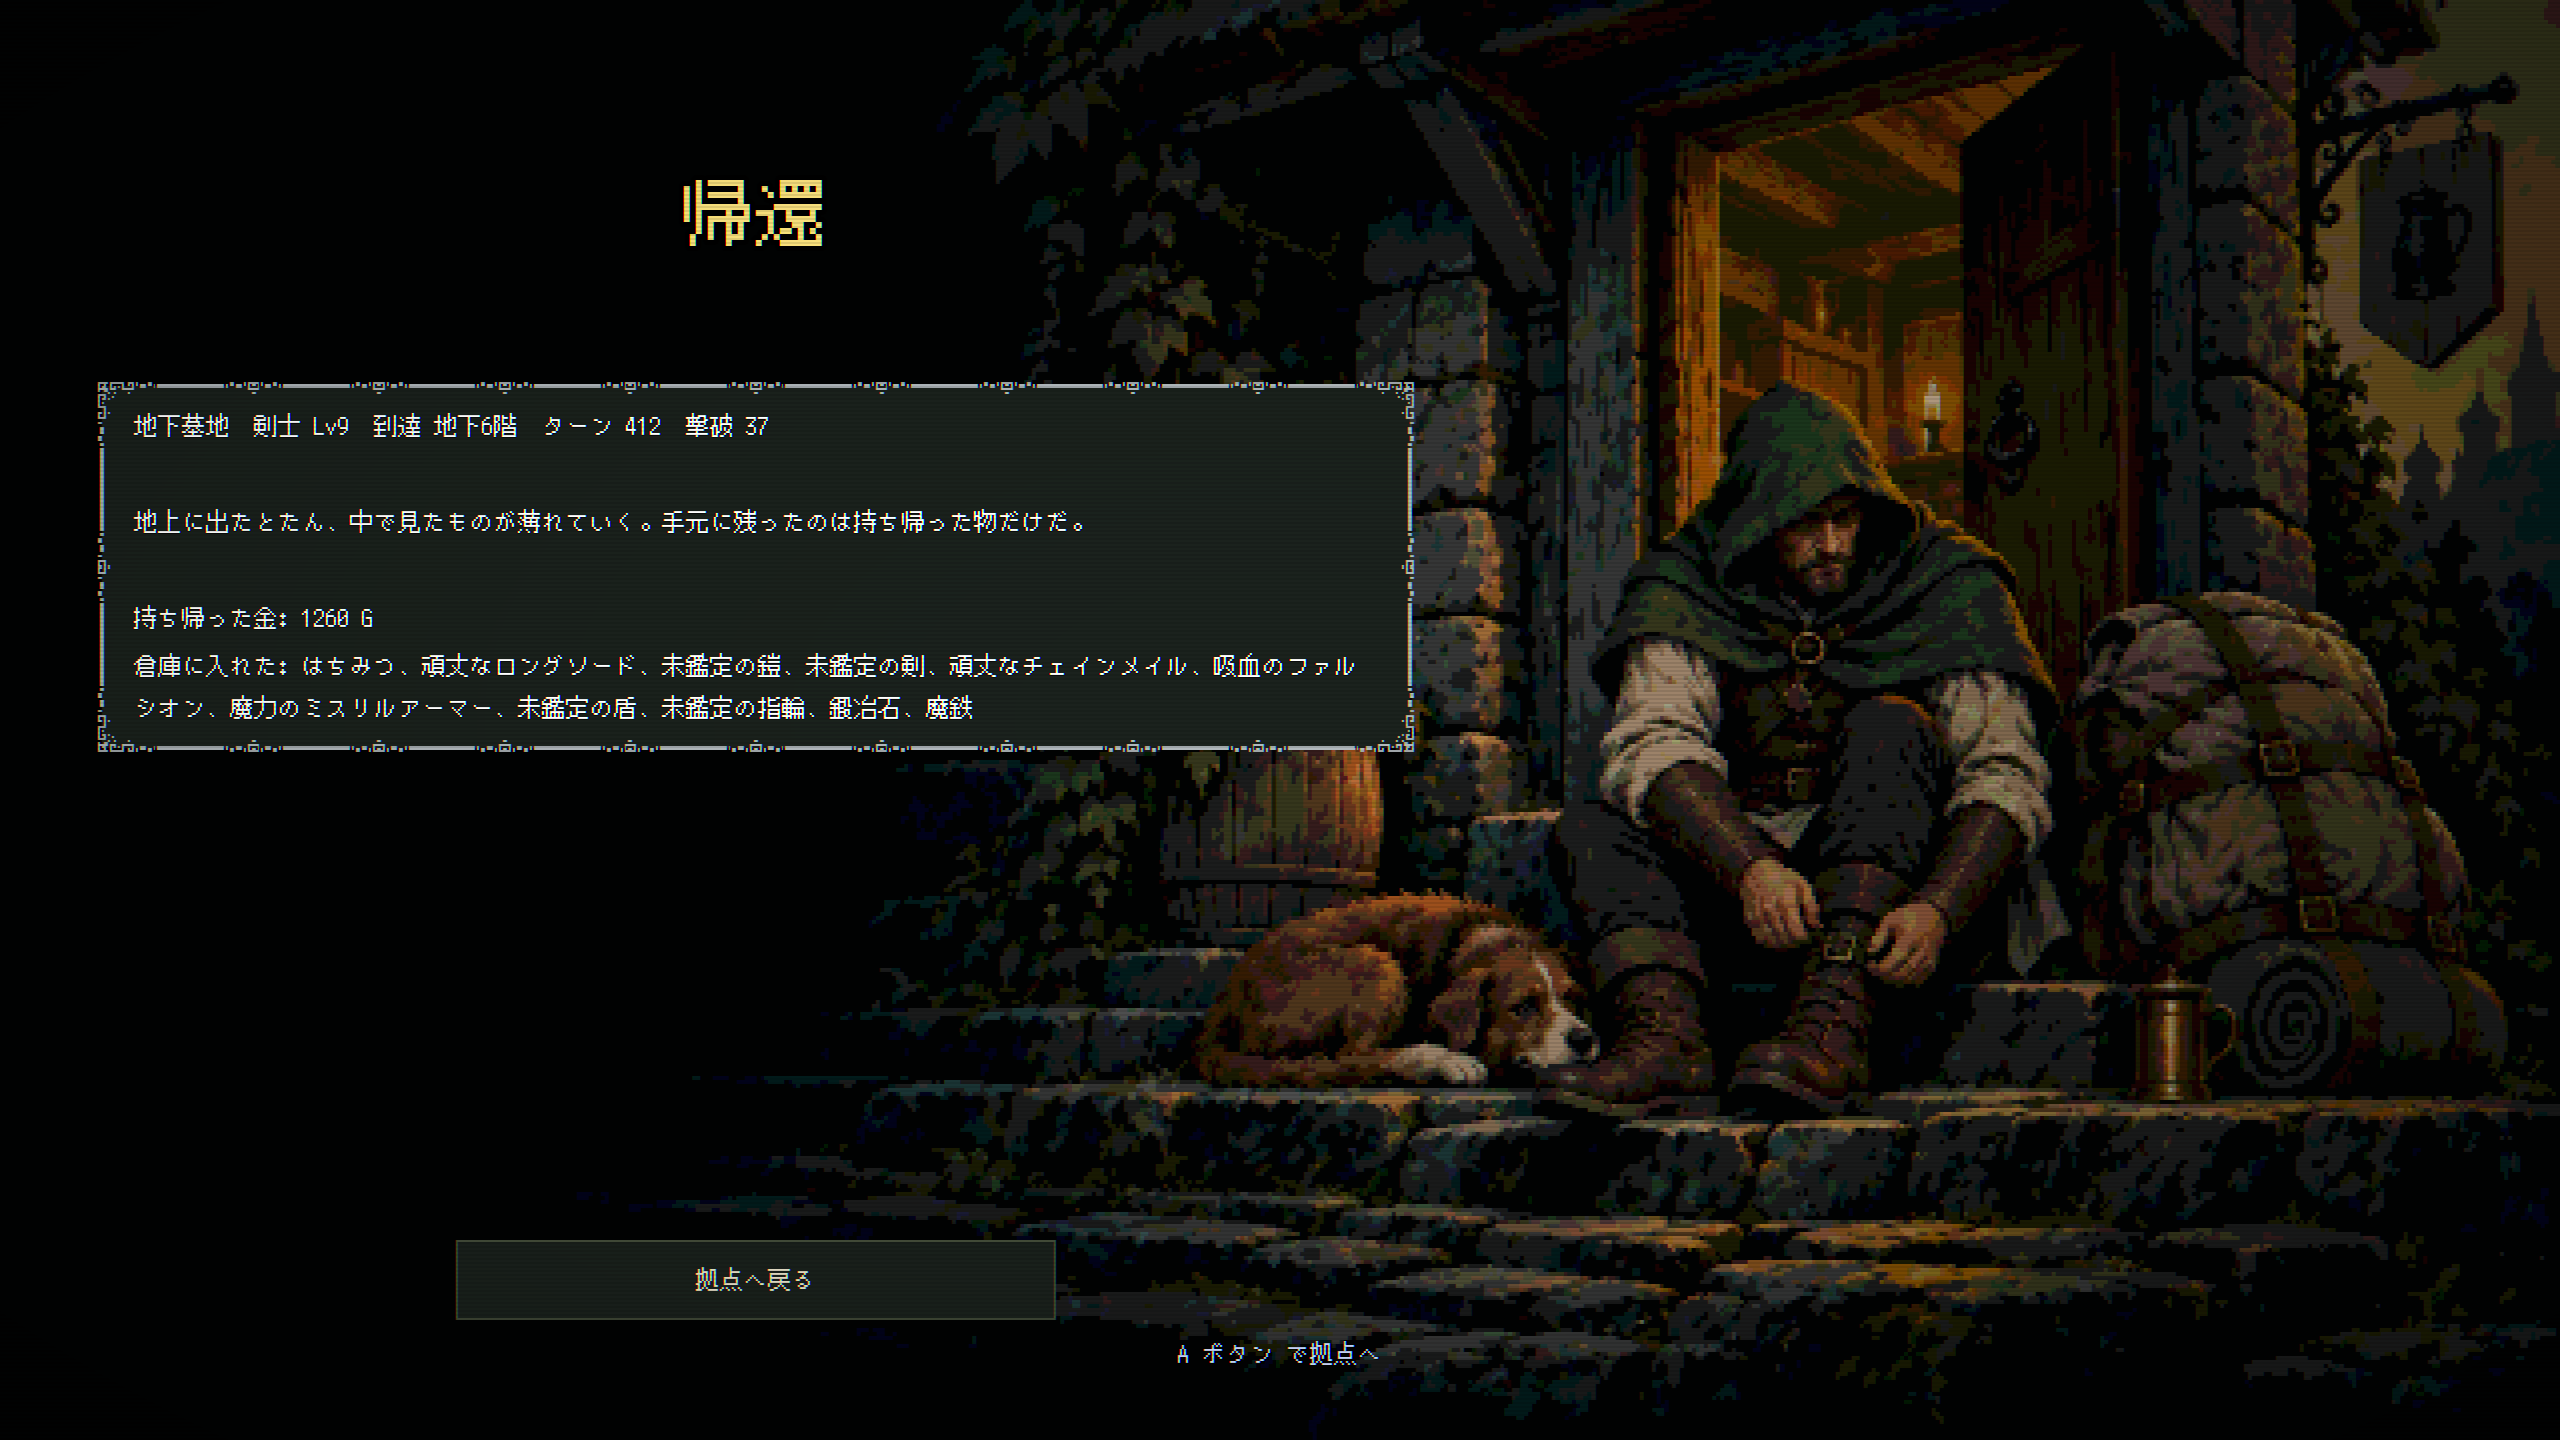 帰還
地下墓地 剣士 Lv9 到達 地下6階 ターン 412 撃破 37
地上に出たとたん、中で見たものが薄れていく。手元に残ったのは持ち帰った物だけだ。
持ち帰った金: 1260 G
倉庫に入れた: はちみつ、頑丈なロングソード、未鑑定の鎧、未鑑定の剣、頑丈なチェインメイル、吸血のファル
シオン、魔力のミスリルアーマー、未鑑定の盾、未鑑定の指輪、鍛冶石、魔鉄
拠点へ戻る
A ボタン で拠点へ